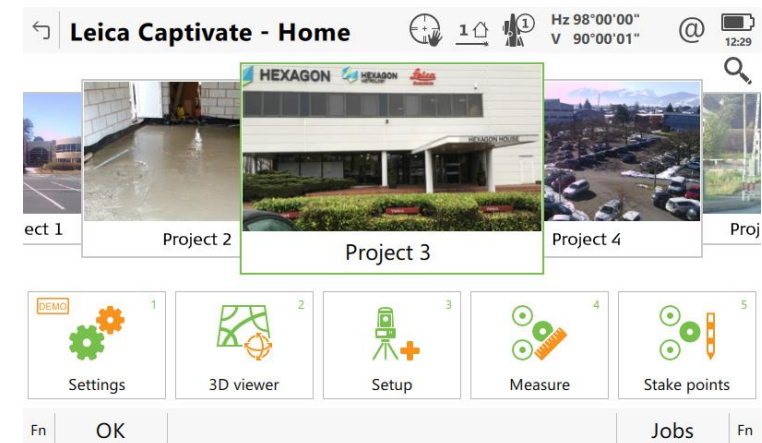 Leica Captivate - Home
1
1
Hz 98°00'00"
V 90°00'01"
@
12:29
HEXAGON
HEXAGON
METROLOGY
Leica
HEXAGON HOUSE
ect 1
Project 2
Project 3
Project 4
Proj
DEMO
1
Settings
2
3D viewer
3
Setup
4
Measure
5
Stake points
Fn
OK
Jobs
Fn